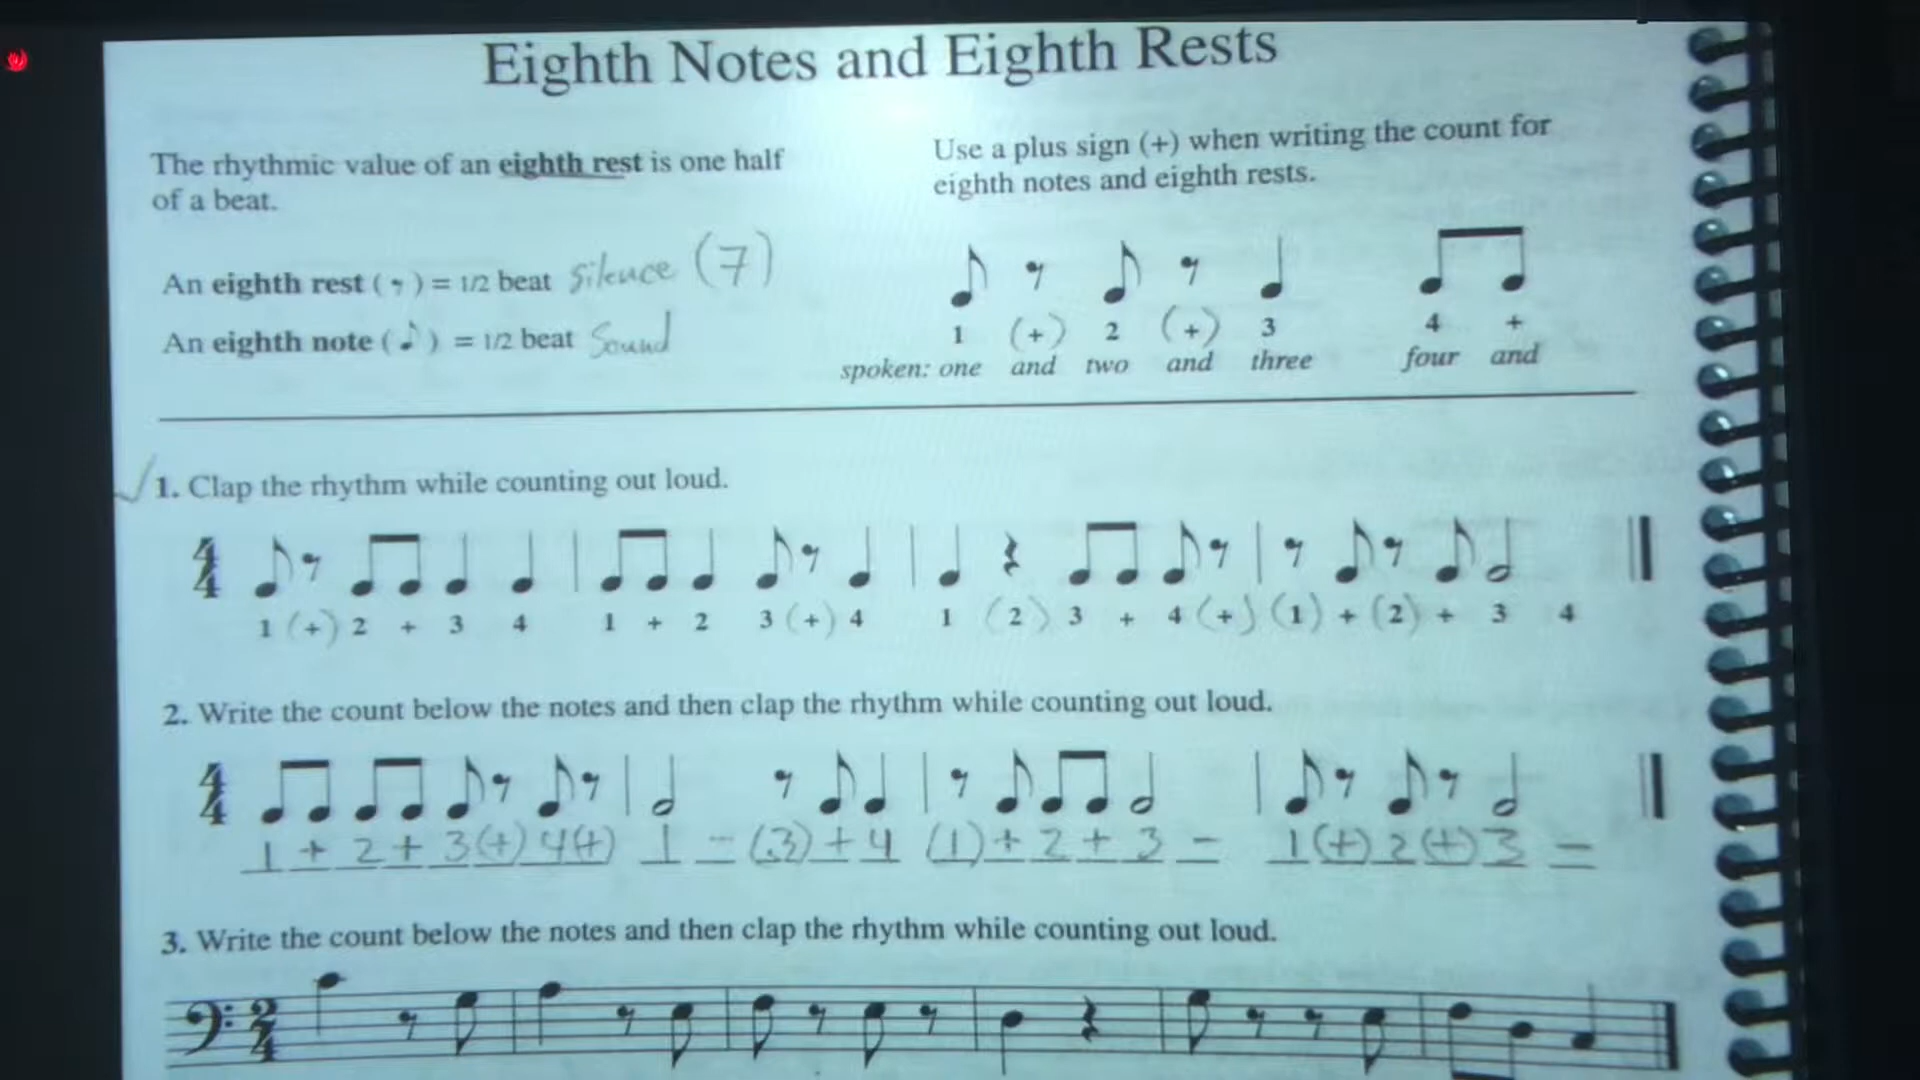 Eighth Notes and Eighth Rests
The rhythmic value of an eighth rest is one half
of a beat.
An eighth rest ( ) = 1/2 beat silence (7)
An eighth note ( ) = 1/2 beat Sound
Use a plus sign (+) when writing the count for
eighth notes and eighth rests.
1 (+) 2 (+) 3 4 +
spoken: one and two and three four and
1. Clap the rhythm while counting out loud.
4/4
1 (+) 2 + 3 4 1 + 2 3 (+) 4 1 (2) 3 + 4 (+) (1) + (2) + 3 4
2. Write the count below the notes and then clap the rhythm while counting out loud.
4/4
1 + 2 + 3(+) 4(+) 1 - (3) + 4 (1) + 2 + 3 - 1(+) 2(+) 3 -
3. Write the count below the notes and then clap the rhythm while counting out loud.
2/4